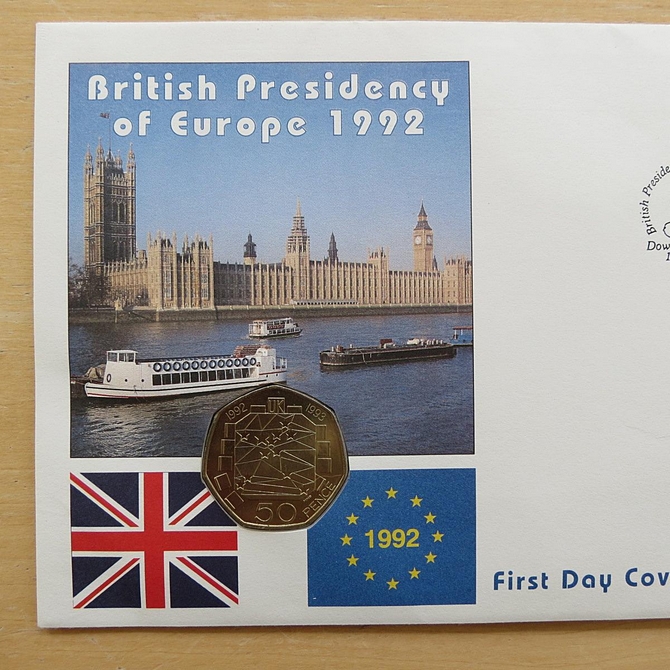 British Presidency
of Europe 1992
British Preside
Dow
1992 UK 1993
50 PENCE
1992
First Day Cov